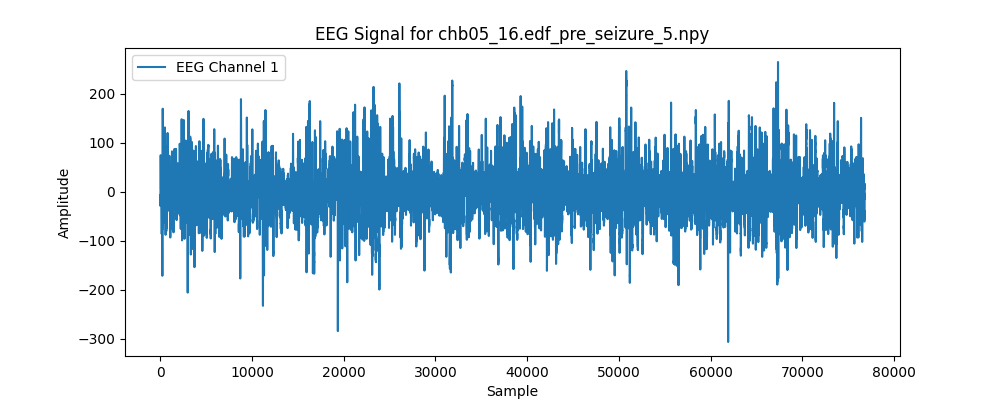 EEG Signal for chb05_16.edf_pre_seizure_5.npy
EEG Channel 1
200
100
0
−100
−200
−300
Amplitude
0 10000 20000 30000 40000 50000 60000 70000 80000
Sample